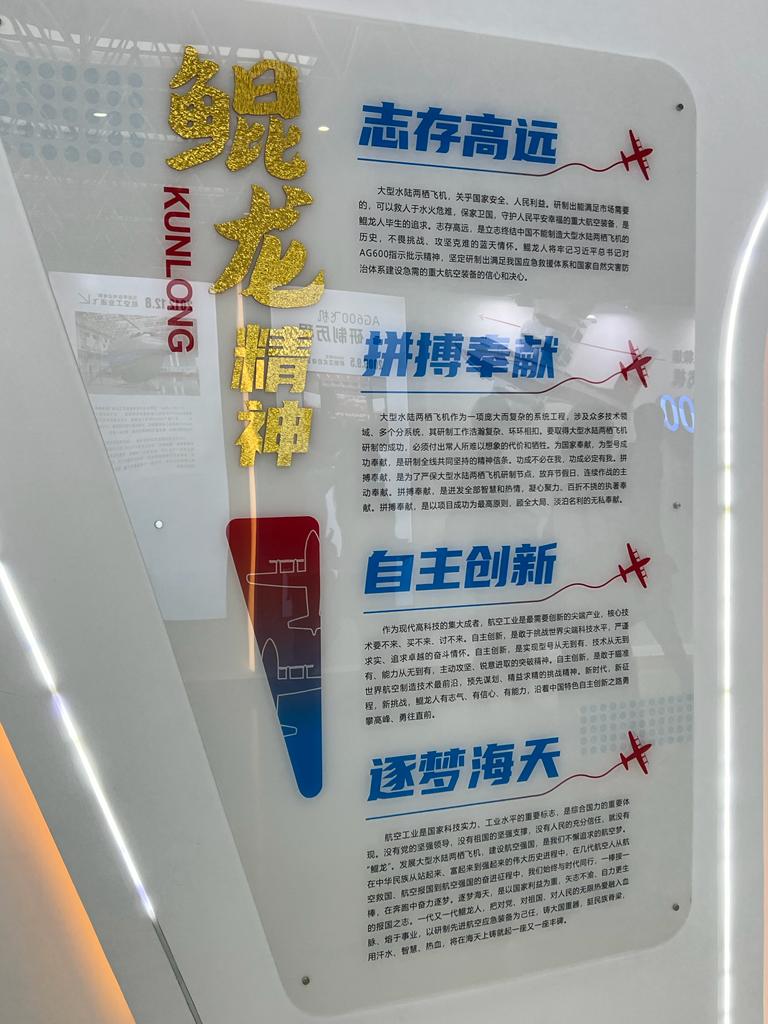 鲲龙
精神
KUNLONG
志存高远
大型水陆两栖飞机，关乎国家安全、人民利益。研制出能满足市场需要
的，可以救人于水火危难，保家卫国，守护人民平安幸福的重大航空装备，是
鲲龙人毕生的追求。志存高远，是立志终结中国不能制造大型水陆两栖飞机的
历史，不畏挑战、攻坚克难的蓝天情怀。鲲龙人将牢记习近平总书记对
AG600指示批示精神，坚定研制出满足我国应急救援体系和国家自然灾害防
治体系建设急需的重大航空装备的信心和决心。
拼搏奉献
大型水陆两栖飞机作为一项庞大而复杂的系统工程，涉及众多技术领
域、多个分系统，其研制工作浩瀚复杂、环环相扣。要取得大型水陆两栖飞机
研制的成功，必须付出常人所难以想象的代价和牺牲。为国家奉献，为型号成
功奉献，是研制全线共同坚持的精神信条。功成不必在我，功成必定有我。拼
搏奉献，是为了严保大型水陆两栖飞机研制节点，放弃节假日、连续作战的主
动奉献。拼搏奉献，是迸发全部智慧和热情，凝心聚力、百折不挠的执著奉
献。拼搏奉献，是以项目成功为最高原则，顾全大局、淡泊名利的无私奉献。
自主创新
作为现代高科技的集大成者，航空工业是最需要创新的尖端产业，核心技
术要不来、买不来、讨不来。自主创新，是敢于挑战世界尖端科技水平，严谨
求实、追求卓越的奋斗情怀。自主创新，是实现型号从无到有、技术从无到
有、能力从无到有，主动攻坚、锐意进取的突破精神。自主创新，是敢于瞄准
世界航空制造技术最前沿，预先谋划、精益求精的挑战精神。新时代，新征
程，新挑战，鲲龙人有志气、有信心、有能力，沿着中国特色自主创新之路勇
攀高峰、勇往直前。
逐梦海天
航空工业是国家科技实力、工业水平的重要标志，是综合国力的重要体
现。没有党的坚强领导，没有祖国的坚强支撑，没有人民的充分信任，就没有
“鲲龙”。发展大型水陆两栖飞机，建设航空强国，是我们不懈追求的航空梦。
在中华民族从站起来、富起来到强起来的伟大历史进程中，在几代航空人从航
空救国、航空报国到航空强国的奋进征程中，我们始终与时代同行，一棒接一
棒，在奔跑中奋力逐梦。逐梦海天，是以国家利益为重，矢志不渝、自力更生
的报国之志。一代又一代鲲龙人，把对党、对祖国、对人民的无限热爱融入血
脉、熔于事业，以研制先进航空应急装备为己任，铸大国重器，挺民族脊梁，
用汗水、智慧、热血，将在海天上铸就起一座又一座丰碑。